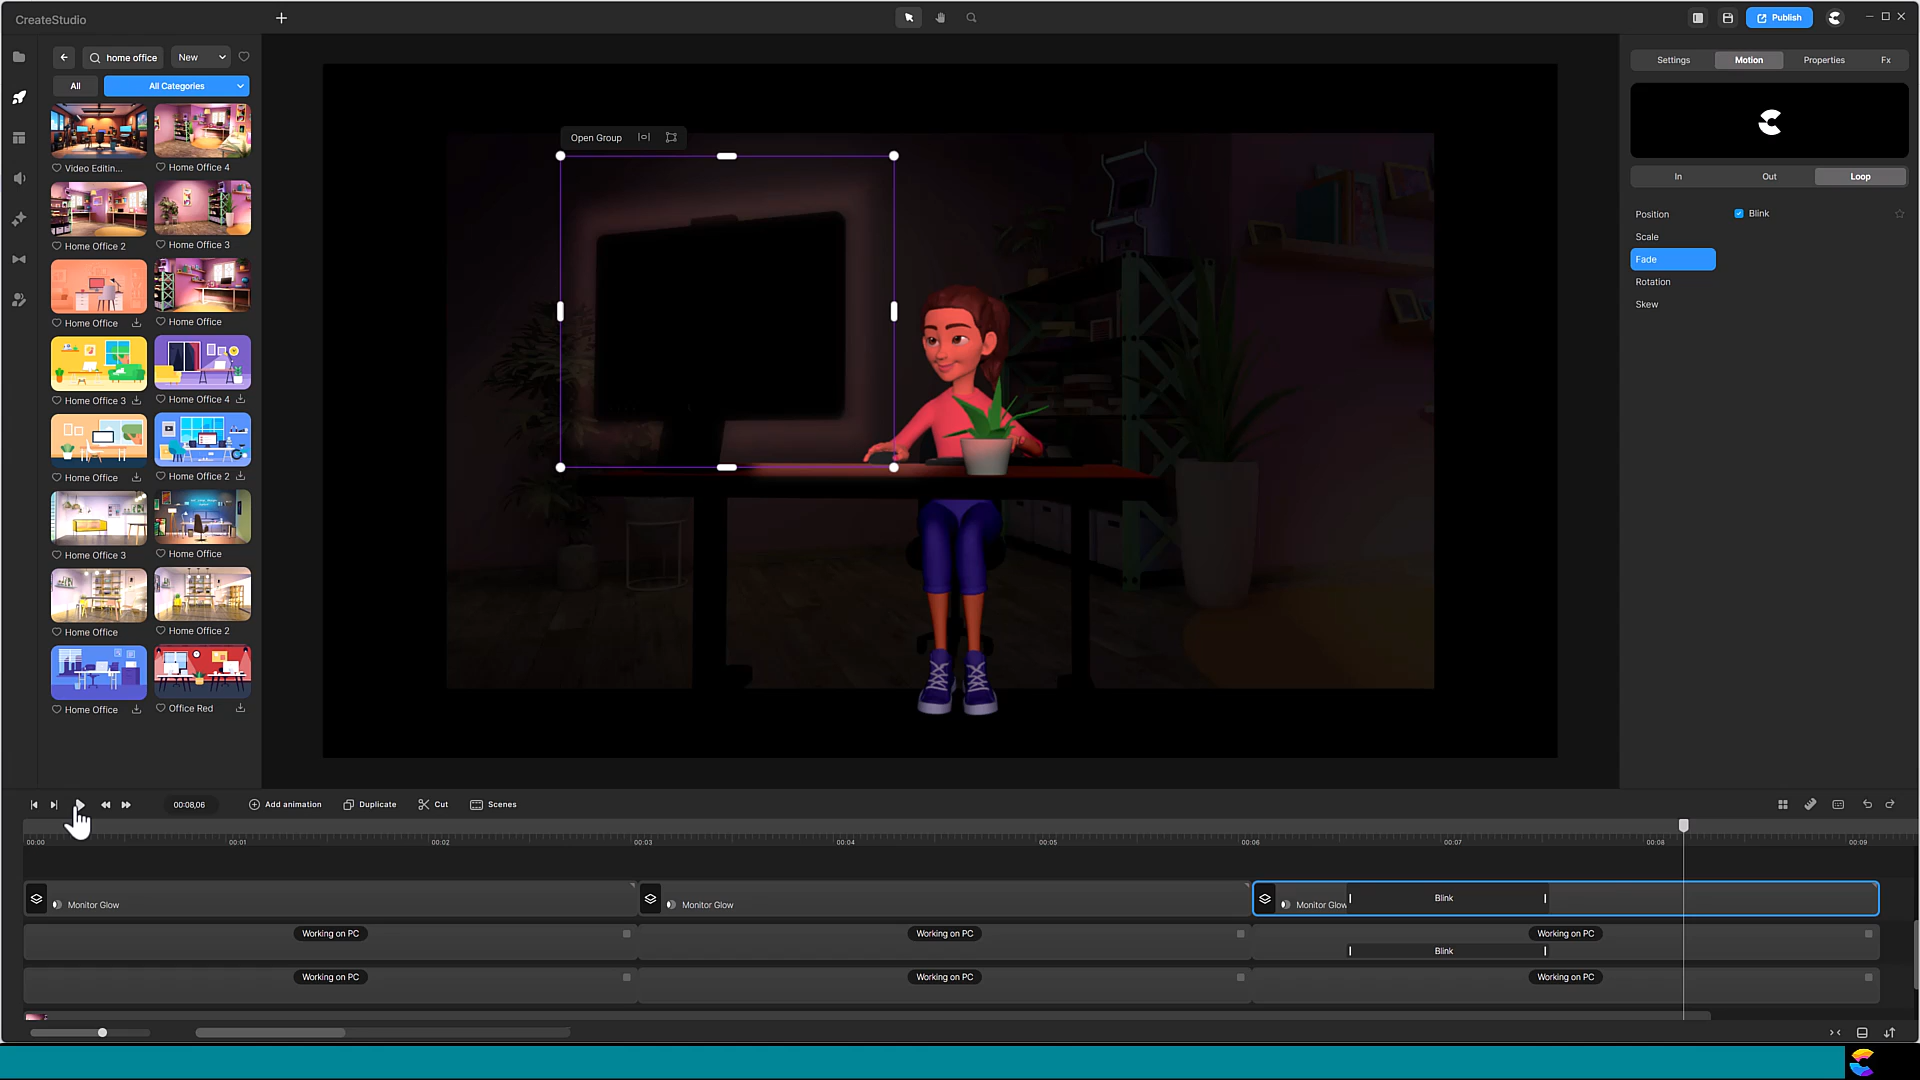 CreateStudio
Publish
home office
New
All
All Categories
Video Editin...
Home Office 4
Home Office 2
Home Office 3
Home Office
Home Office
Home Office 3
Home Office 4
Home Office
Home Office 2
Home Office 3
Home Office
Home Office
Home Office 2
Home Office
Office Red
Open Group
Settings
Motion
Properties
Fx
In
Out
Loop
Position
Blink
Scale
Fade
Rotation
Skew
00:08,06
Add animation
Duplicate
Cut
Scenes
00:00
00:01
00:02
00:03
00:04
00:05
00:06
00:07
00:08
00:09
Monitor Glow
Monitor Glow
Monitor Glow
Blink
Working on PC
Working on PC
Working on PC
Blink
Working on PC
Working on PC
Working on PC